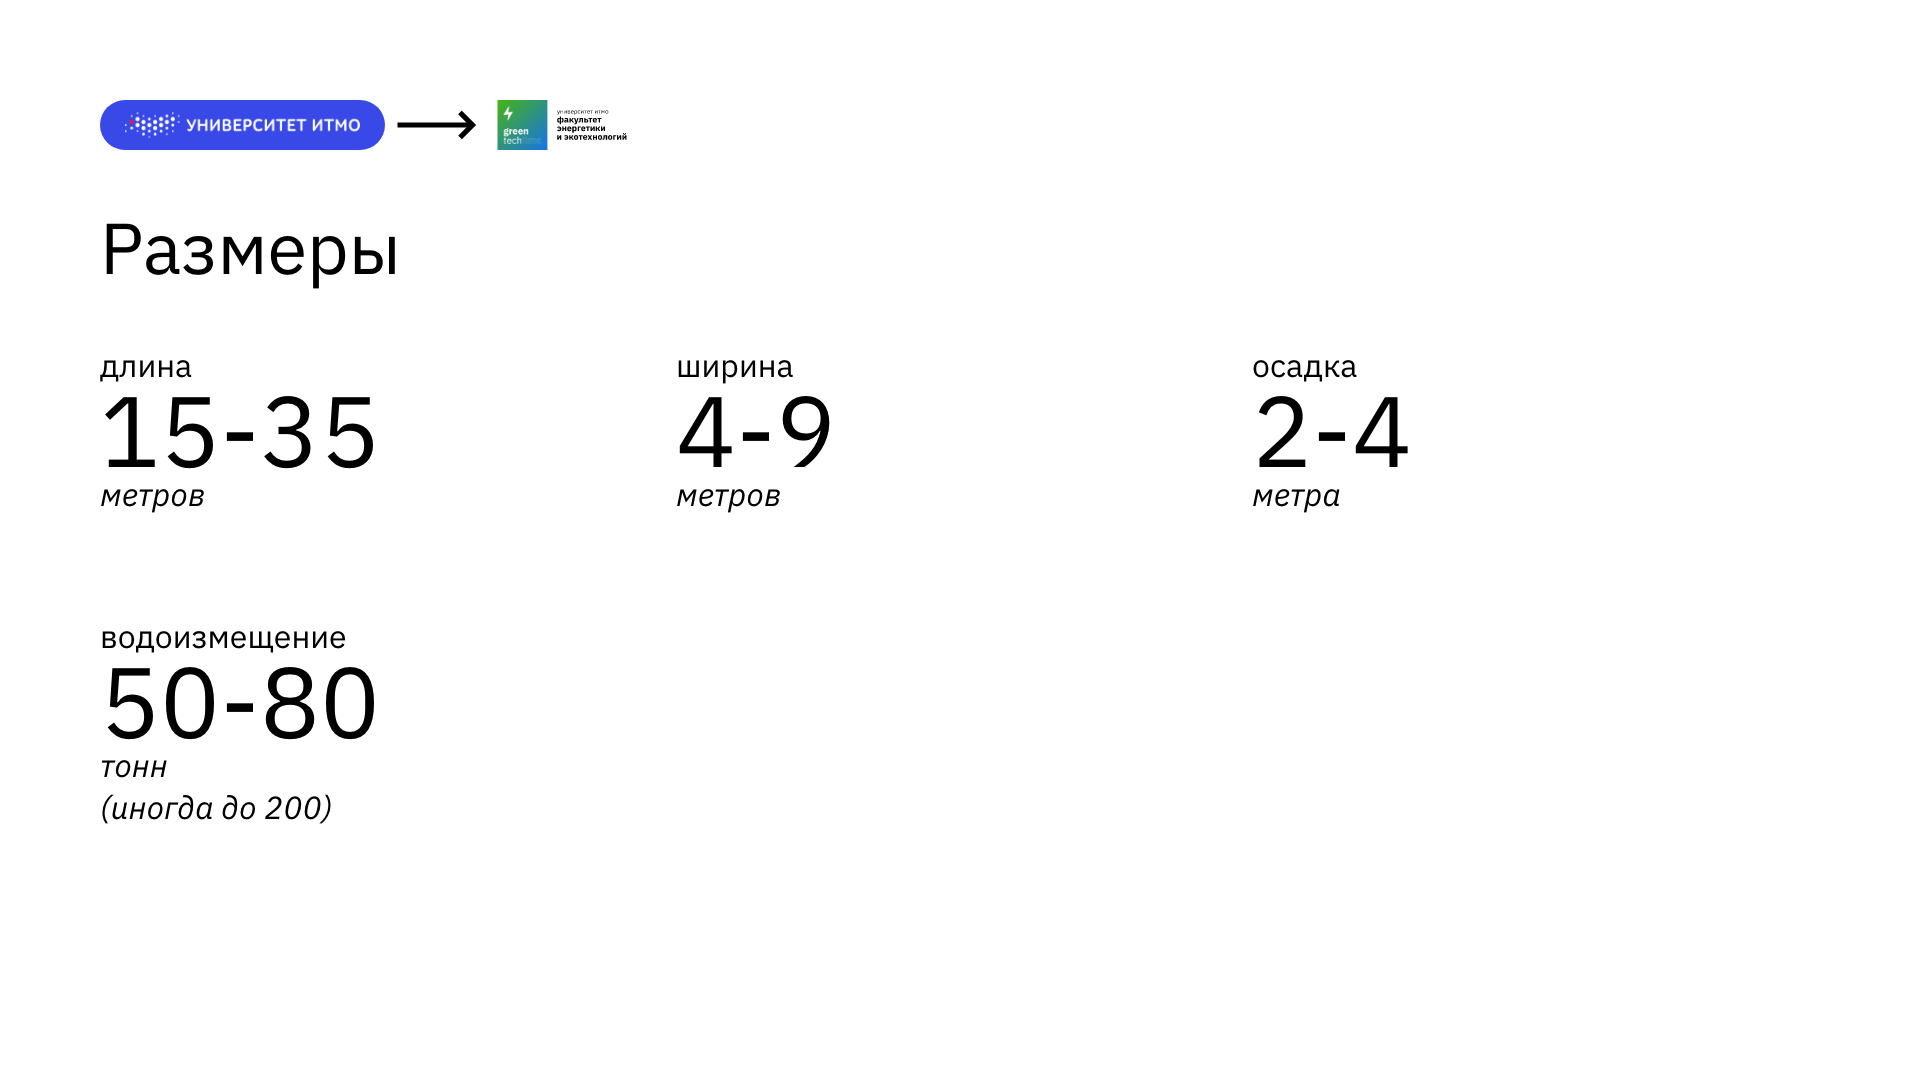 УНИВЕРСИТЕТ ИТМО
green
tech
университет итмо
факультет
энергетики
и экотехнологий
Размеры
длина
15-35
метров
ширина
4-9
метров
осадка
2-4
метра
водоизмещение
50-80
тонн
(иногда до 200)